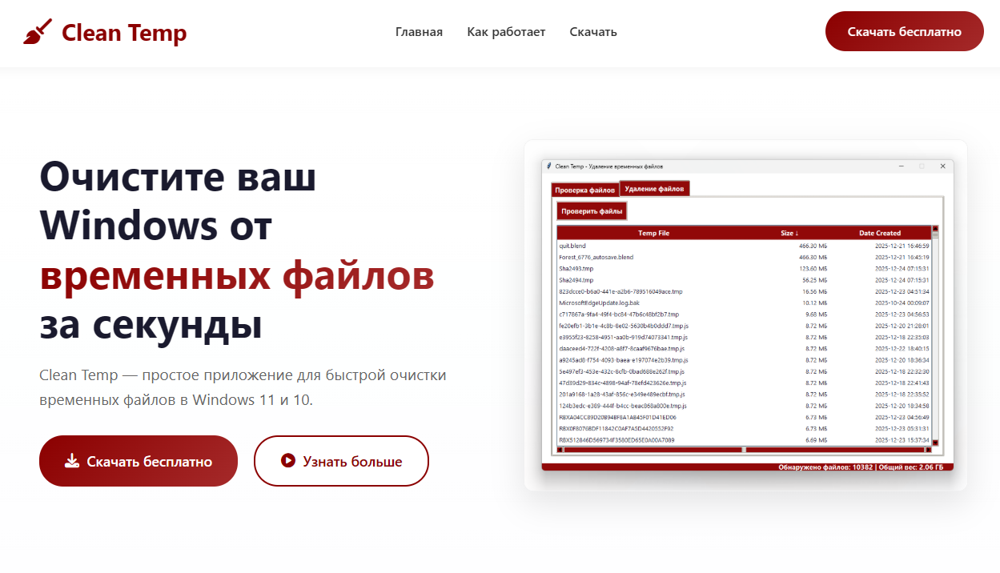 Clean Temp
Главная Как работает Скачать
Скачать бесплатно
Очистите ваш
Windows от
временных файлов
за секунды
Clean Temp — простое приложение для быстрой очистки
временных файлов в Windows 11 и 10.
Скачать бесплатно
Узнать больше
Clean Temp - Удаление временных файлов
Проверка файлов Удаление файлов
Проверить файлы
Temp File Size ↓ Date Created
quit.blend 466.30 МБ 2025-12-21 16:46:59
Forest_6776_autosave.blend 466.30 МБ 2025-12-21 16:45:19
Sha2493.tmp 123.60 МБ 2025-12-24 07:15:31
Sha2494.tmp 56.25 МБ 2025-12-24 07:15:31
823dcce0-b6a0-441e-a2b6-789516049ace.tmp 16.56 МБ 2025-12-23 04:51:34
MicrosoftEdgeUpdate.log.bak 10.12 МБ 2025-10-24 00:09:07
c717867a-9fa4-49f4-bc84-47b6c48bf2b7.tmp 9.68 МБ 2025-12-23 04:56:53
fe20efb1-3b1e-4c8b-8e02-5630b4b0ddd7.tmp.js 8.72 МБ 2025-12-20 21:28:01
e3955f23-8258-4951-aa0b-919d74073341.tmp.js 8.72 МБ 2025-12-18 22:35:03
daaceed4-722f-4208-a8f7-8caaf9676bae.tmp.js 8.72 МБ 2025-12-22 18:40:15
a9245ad8-f754-4093-baea-e197074e2b39.tmp.js 8.72 МБ 2025-12-20 18:36:34
5e497ef3-453e-432c-8cfb-0bad688e262f.tmp.js 8.72 МБ 2025-12-18 22:32:30
47d39d29-834c-4898-94af-78efd423626e.tmp.js 8.72 МБ 2025-12-18 22:41:43
201a9168-1a28-43af-856c-e349e489ecbf.tmp.js 8.72 МБ 2025-12-18 22:35:52
124b3edc-e389-444f-b4cc-beac868a800e.tmp.js 8.72 МБ 2025-12-20 18:34:58
RBXA04CC89D20B94BF8A1AB45F01D41ED06 6.73 МБ 2025-12-23 04:56:49
RBX0F8076BDF11842C0AF7A5D4420552F92 6.73 МБ 2025-12-23 05:31:31
RBX512846D569734F3580ED65E0A00A7089 6.69 МБ 2025-12-23 15:37:34
Обнаружено файлов: 10382 | Общий вес: 2.06 ГБ